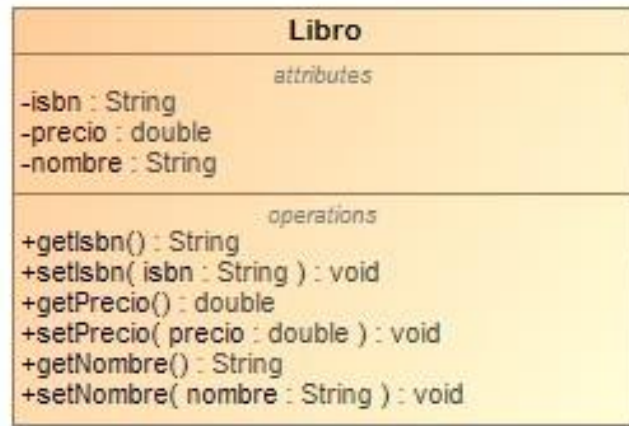 Libro
attributes
-isbn : String
-precio : double
-nombre : String
operations
+getIsbn() : String
+setIsbn( isbn : String ) : void
+getPrecio() : double
+setPrecio( precio : double ) : void
+getNombre() : String
+setNombre( nombre : String ) : void